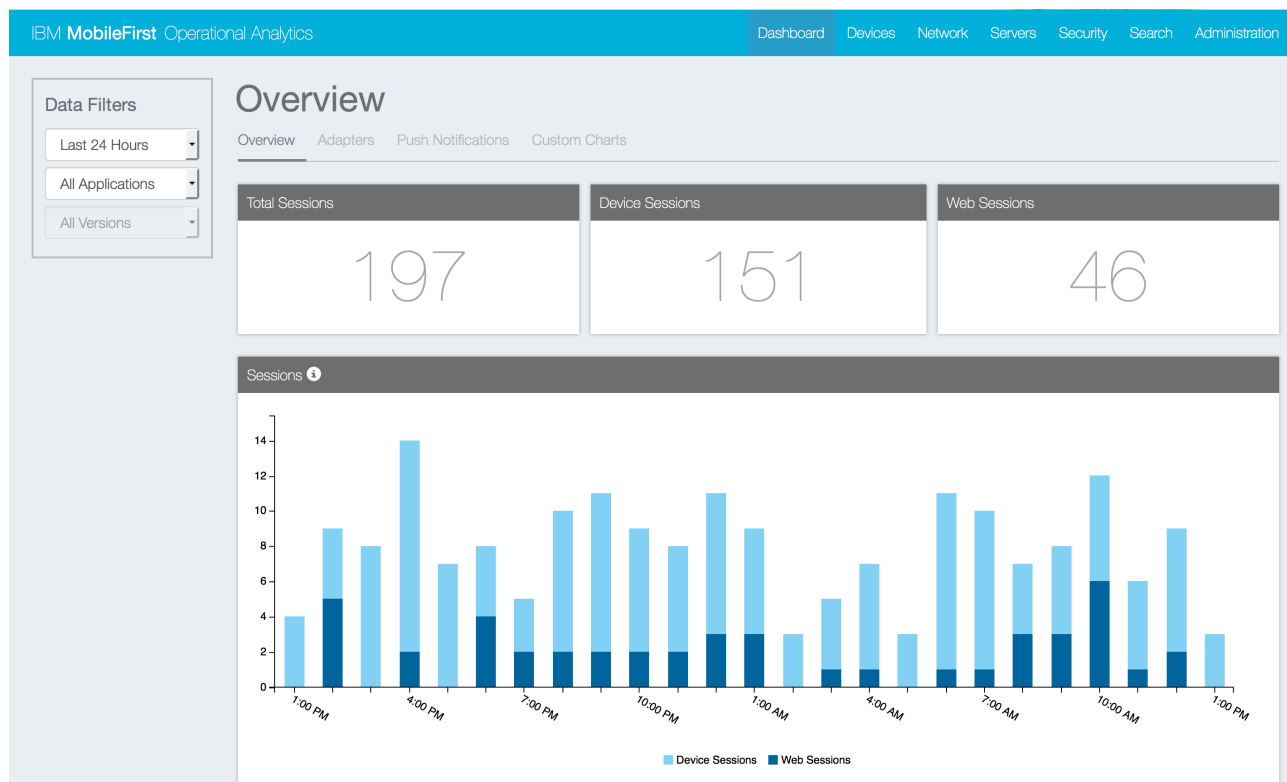 IBM MobileFirst Operational Analytics
Dashboard Devices Network Servers Security Search Administration
Data Filters
Last 24 Hours
All Applications
All Versions
Overview
Overview Adapters Push Notifications Custom Charts
Total Sessions
197
Device Sessions
151
Web Sessions
46
Sessions
14
12
10
8
6
4
2
0
1:00 PM 4:00 PM 7:00 PM 10:00 PM 1:00 AM 4:00 AM 7:00 AM 10:00 AM 1:00 PM
Device Sessions Web Sessions